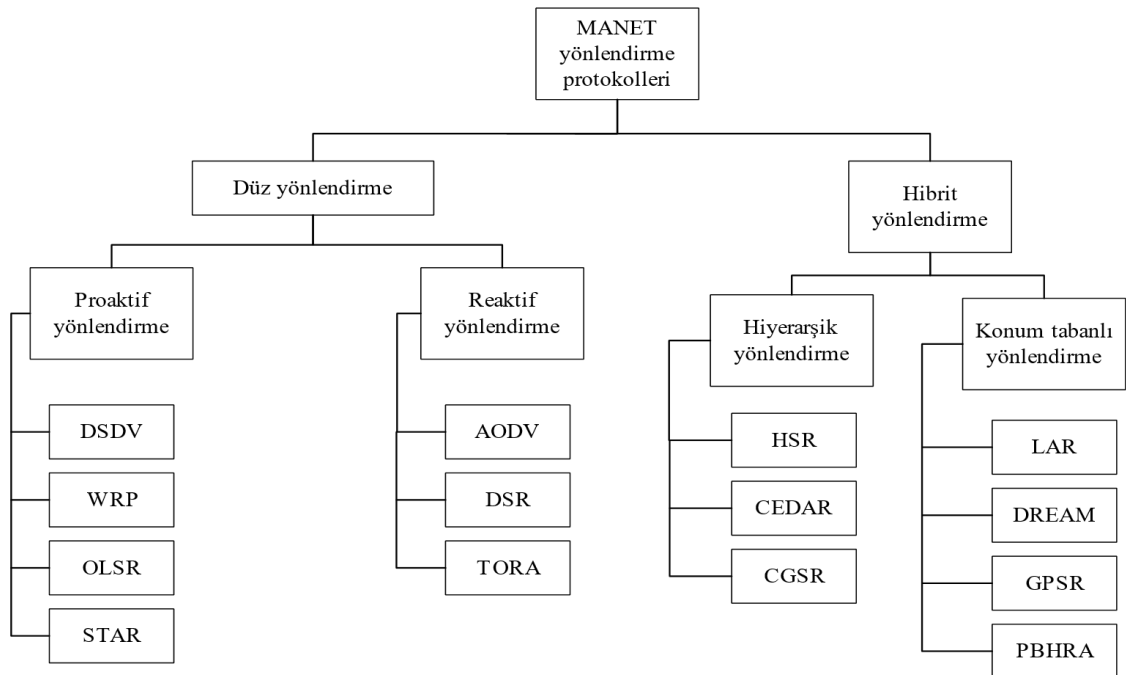 MANET
yönlendirme
protokolleri
Düz yönlendirme
Hibrit
yönlendirme
Proaktif
yönlendirme
Reaktif
yönlendirme
Hiyerarşik
yönlendirme
Konum tabanlı
yönlendirme
DSDV
WRP
OLSR
STAR
AODV
DSR
TORA
HSR
CEDAR
CGSR
LAR
DREAM
GPSR
PBHRA